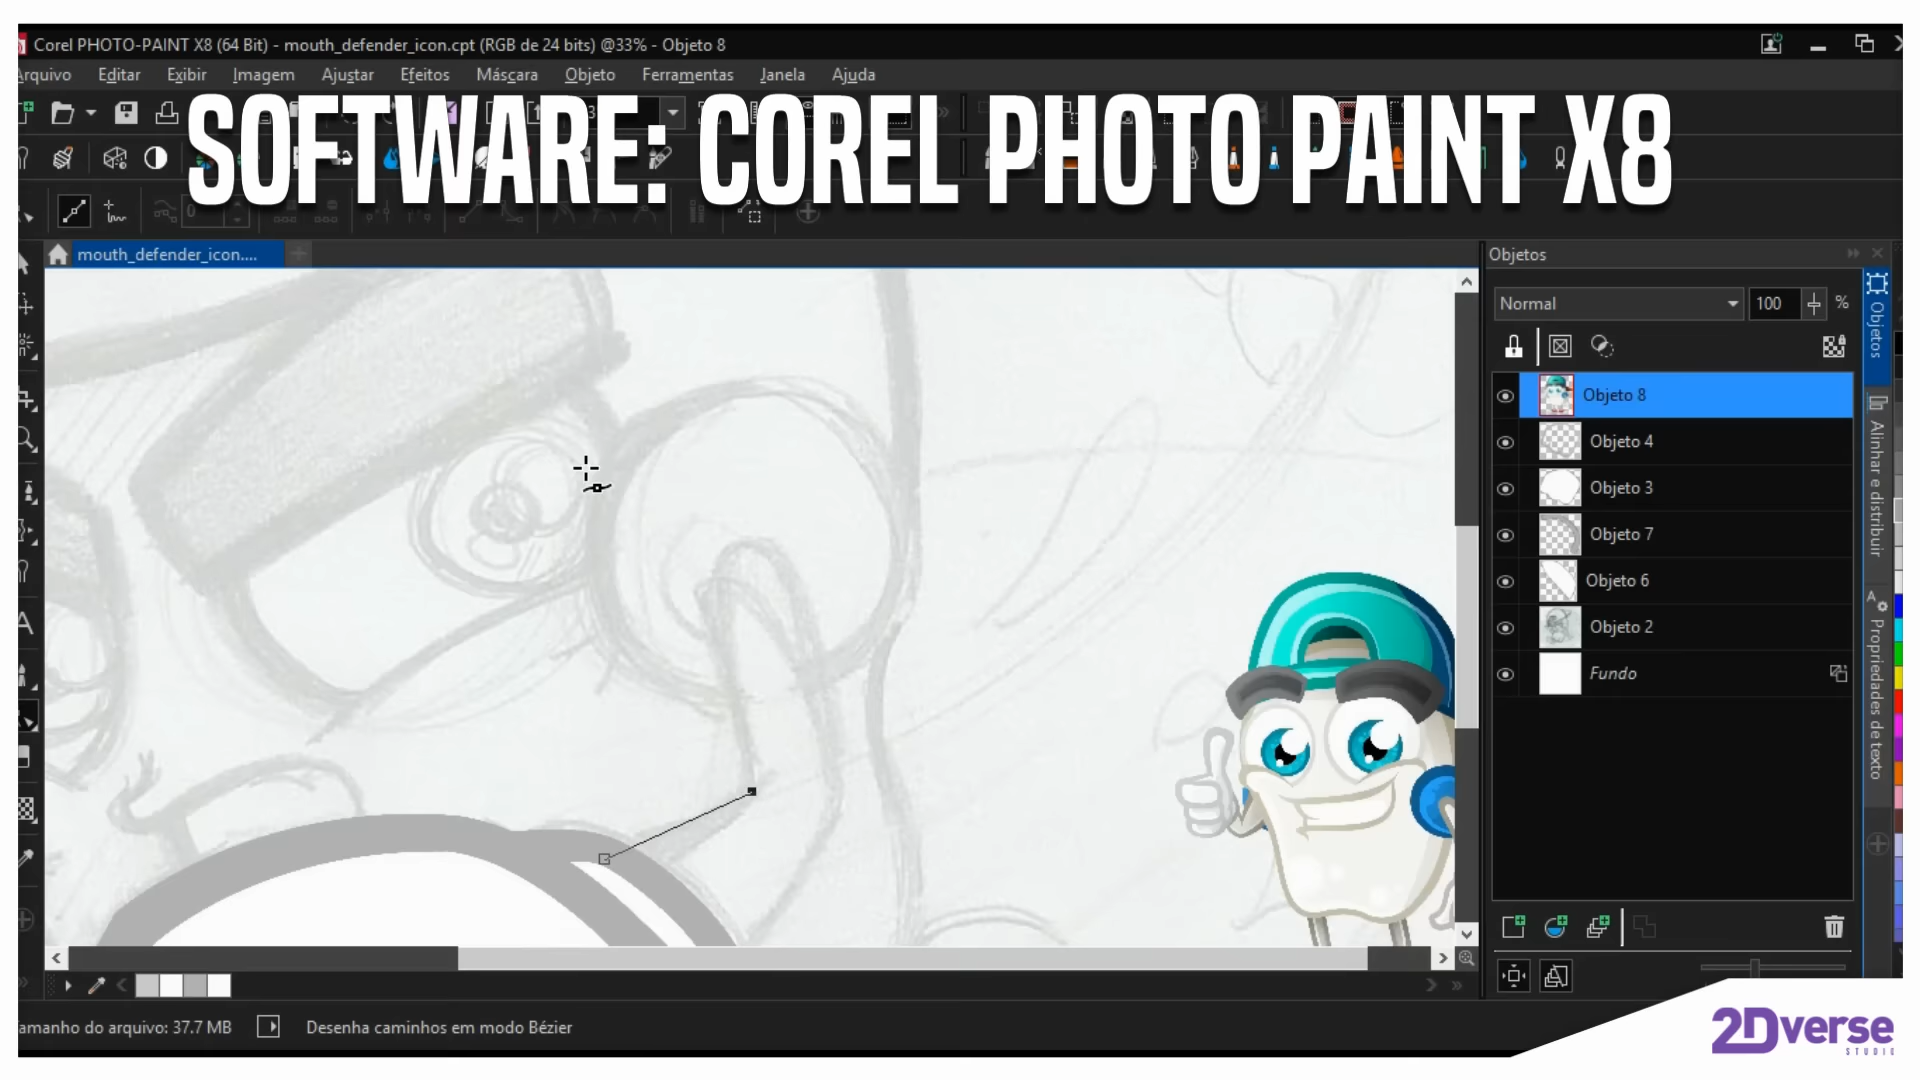 Corel PHOTO-PAINT X8 (64 Bit) - mouth_defender_icon.cpt (RGB de 24 bits) @33% - Objeto 8
Arquivo Editar Exibir Imagem Ajustar Efeitos Máscara Objeto Ferramentas Janela Ajuda
SOFTWARE: COREL PHOTO PAINT X8
0
mouth_defender_icon....
Objetos
Normal 100 %
Objeto 8
Objeto 4
Objeto 3
Objeto 7
Objeto 6
Objeto 2
Fundo
Objetos
Alinhar e distribuir
Propriedades de texto
amanho do arquivo: 37.7 MB
Desenha caminhos em modo Bézier
2Dverse
STUDIO